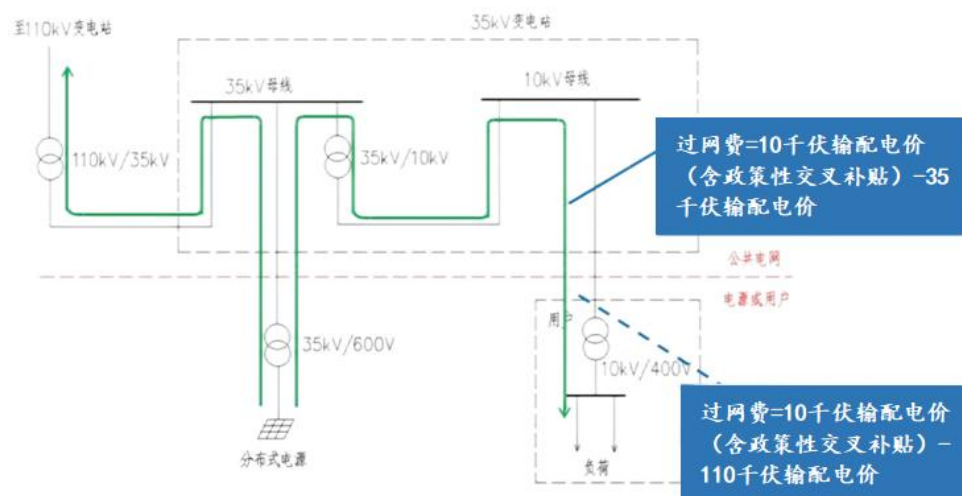 35kV变电站
至110kV变电站
35kV母线
10kV母线
110kV/35kV
35kV/10kV
过网费=10千伏输配电价
（含政策性交叉补贴）-35
千伏输配电价
公共电网
电源或用户
用户
35kV/600V
10kV/400V
分布式电源
负荷
过网费=10千伏输配电价
（含政策性交叉补贴）-
110千伏输配电价